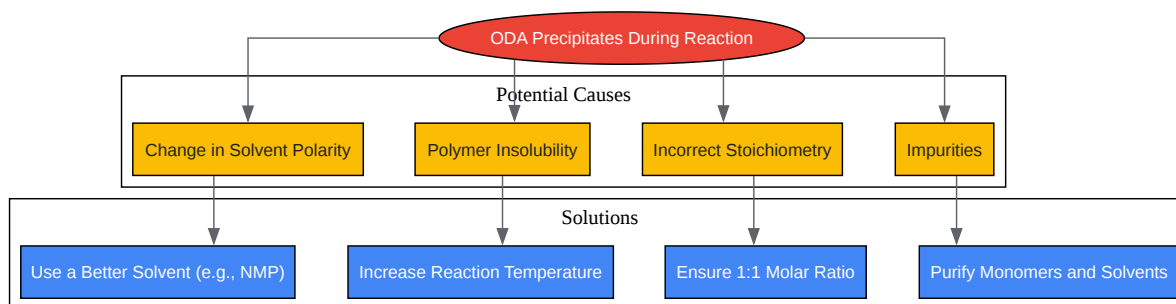 ODA Precipitates During Reaction
Potential Causes
Change in Solvent Polarity
Polymer Insolubility
Incorrect Stoichiometry
Impurities
Solutions
Use a Better Solvent (e.g., NMP)
Increase Reaction Temperature
Ensure 1:1 Molar Ratio
Purify Monomers and Solvents